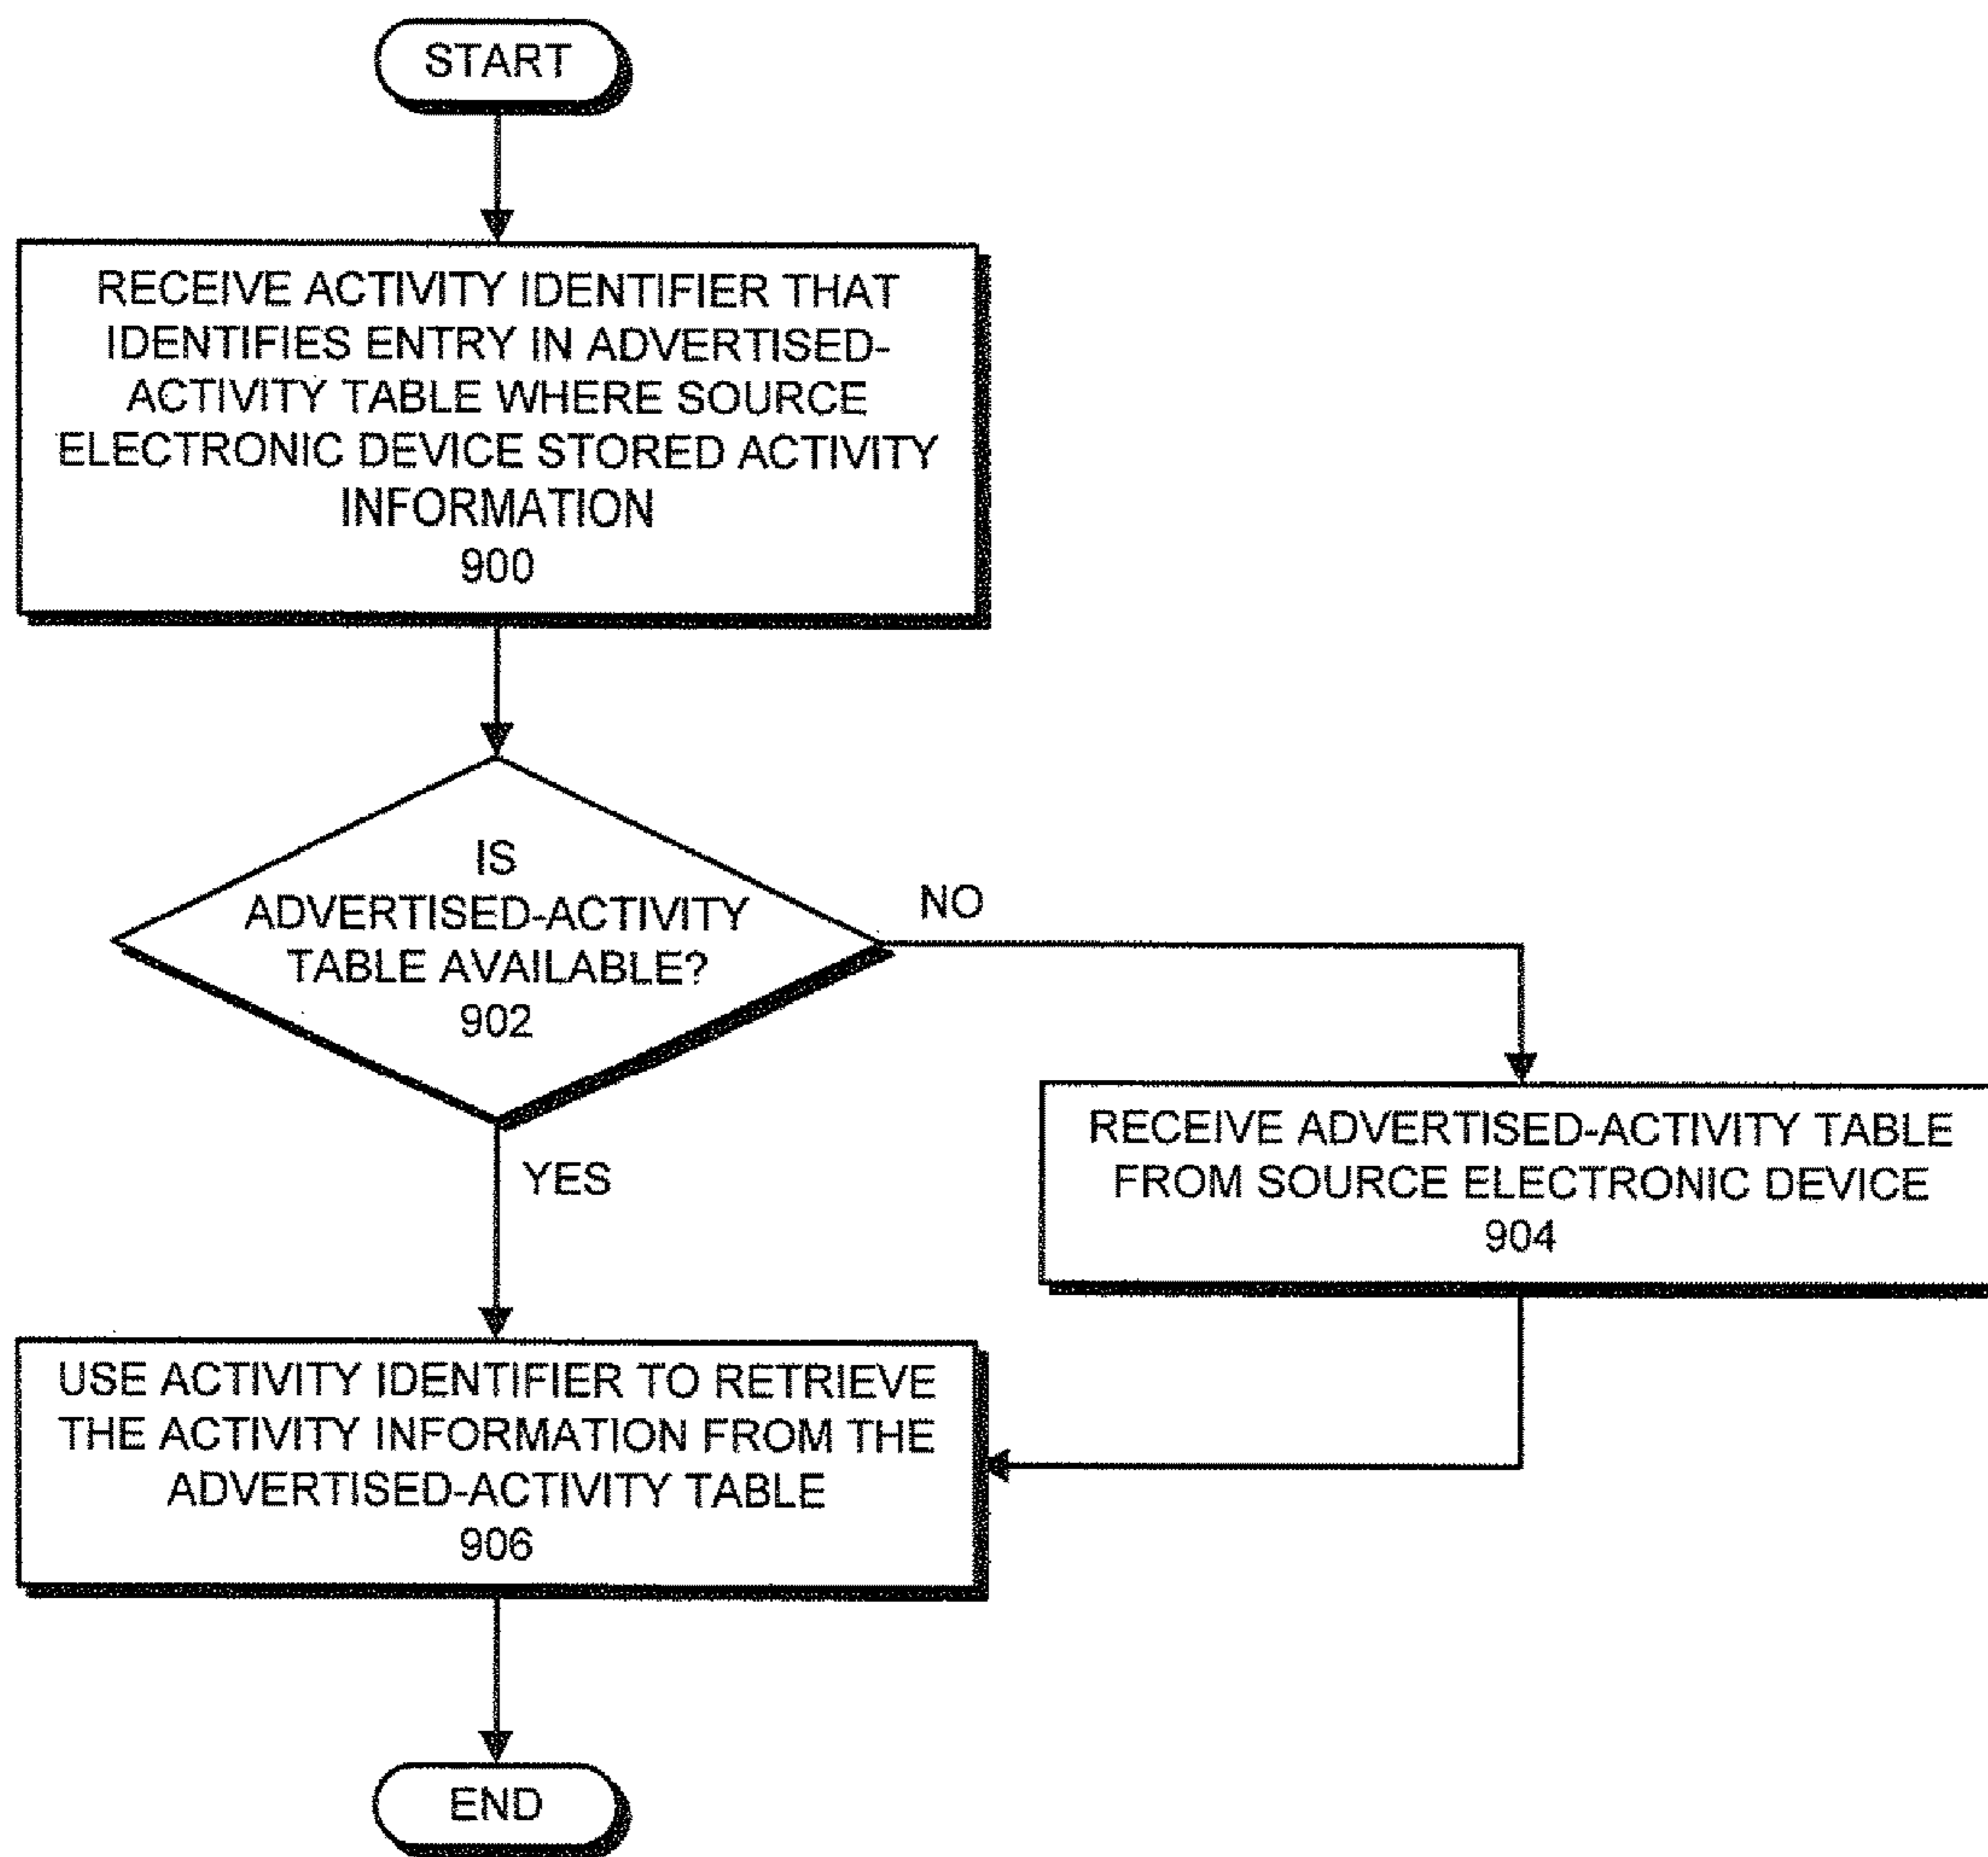 START
RECEIVE ACTIVITY IDENTIFIER THAT
IDENTIFIES ENTRY IN ADVERTISED-
ACTIVITY TABLE WHERE SOURCE
ELECTRONIC DEVICE STORED ACTIVITY
INFORMATION
900
IS
ADVERTISED-ACTIVITY
TABLE AVAILABLE?
902
NO
YES
RECEIVE ADVERTISED-ACTIVITY TABLE
FROM SOURCE ELECTRONIC DEVICE
904
USE ACTIVITY IDENTIFIER TO RETRIEVE
THE ACTIVITY INFORMATION FROM THE
ADVERTISED-ACTIVITY TABLE
906
END